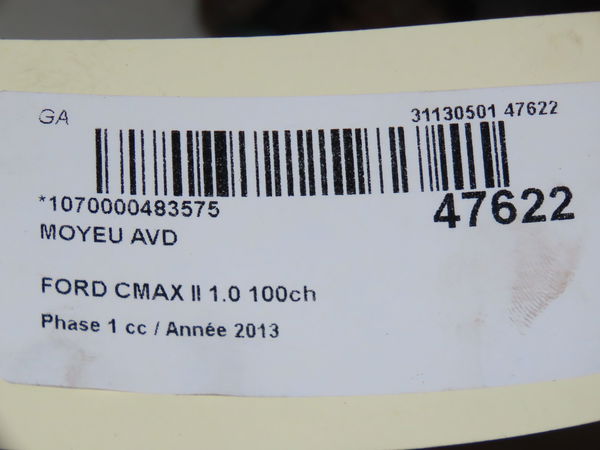 GA 31130501 47622
*1070000483575 47622
MOYEU AVD
FORD CMAX II 1.0 100ch
Phase 1 cc / Année 2013